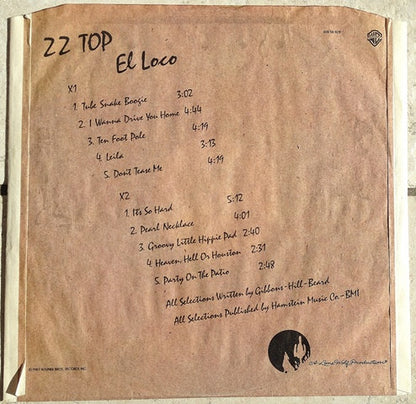 ZZ TOP
El Loco
X1
1. Tube Snake Boogie 3:02
2. I Wanna Drive You Home 4:44
3. Ten Foot Pole 4:19
4. Leila 3:13
5. Don't Tease Me 4:19
X2
1. Its So Hard 5:12
2. Pearl Necklace 4:01
3. Groovy Little Hippie Pad 2:40
4. Heaven, Hell Or Houston 2:31
5. Party On The Patio 2:48
All Selections Written by Gibbons-Hill-Beard
All Selections Published by Hamstein Music Co.-BMI
A Lone Wolf Production